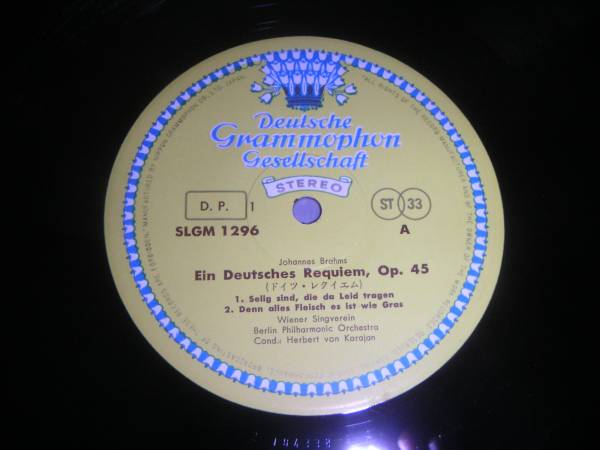 Deutsche
Grammophon
Gesellschaft
STEREO
D. P. 1
ST 33
SLGM 1296
A
Johannes Brahms
Ein Deutsches Requiem, Op. 45
(ドイツ・レクイエム)
1. Selig sind, die da Leid tragen
2. Denn alles Fleisch es ist wie Gras
Wiener Singverein
Berlin Philharmonic Orchestra
Cond.: Herbert von Karajan